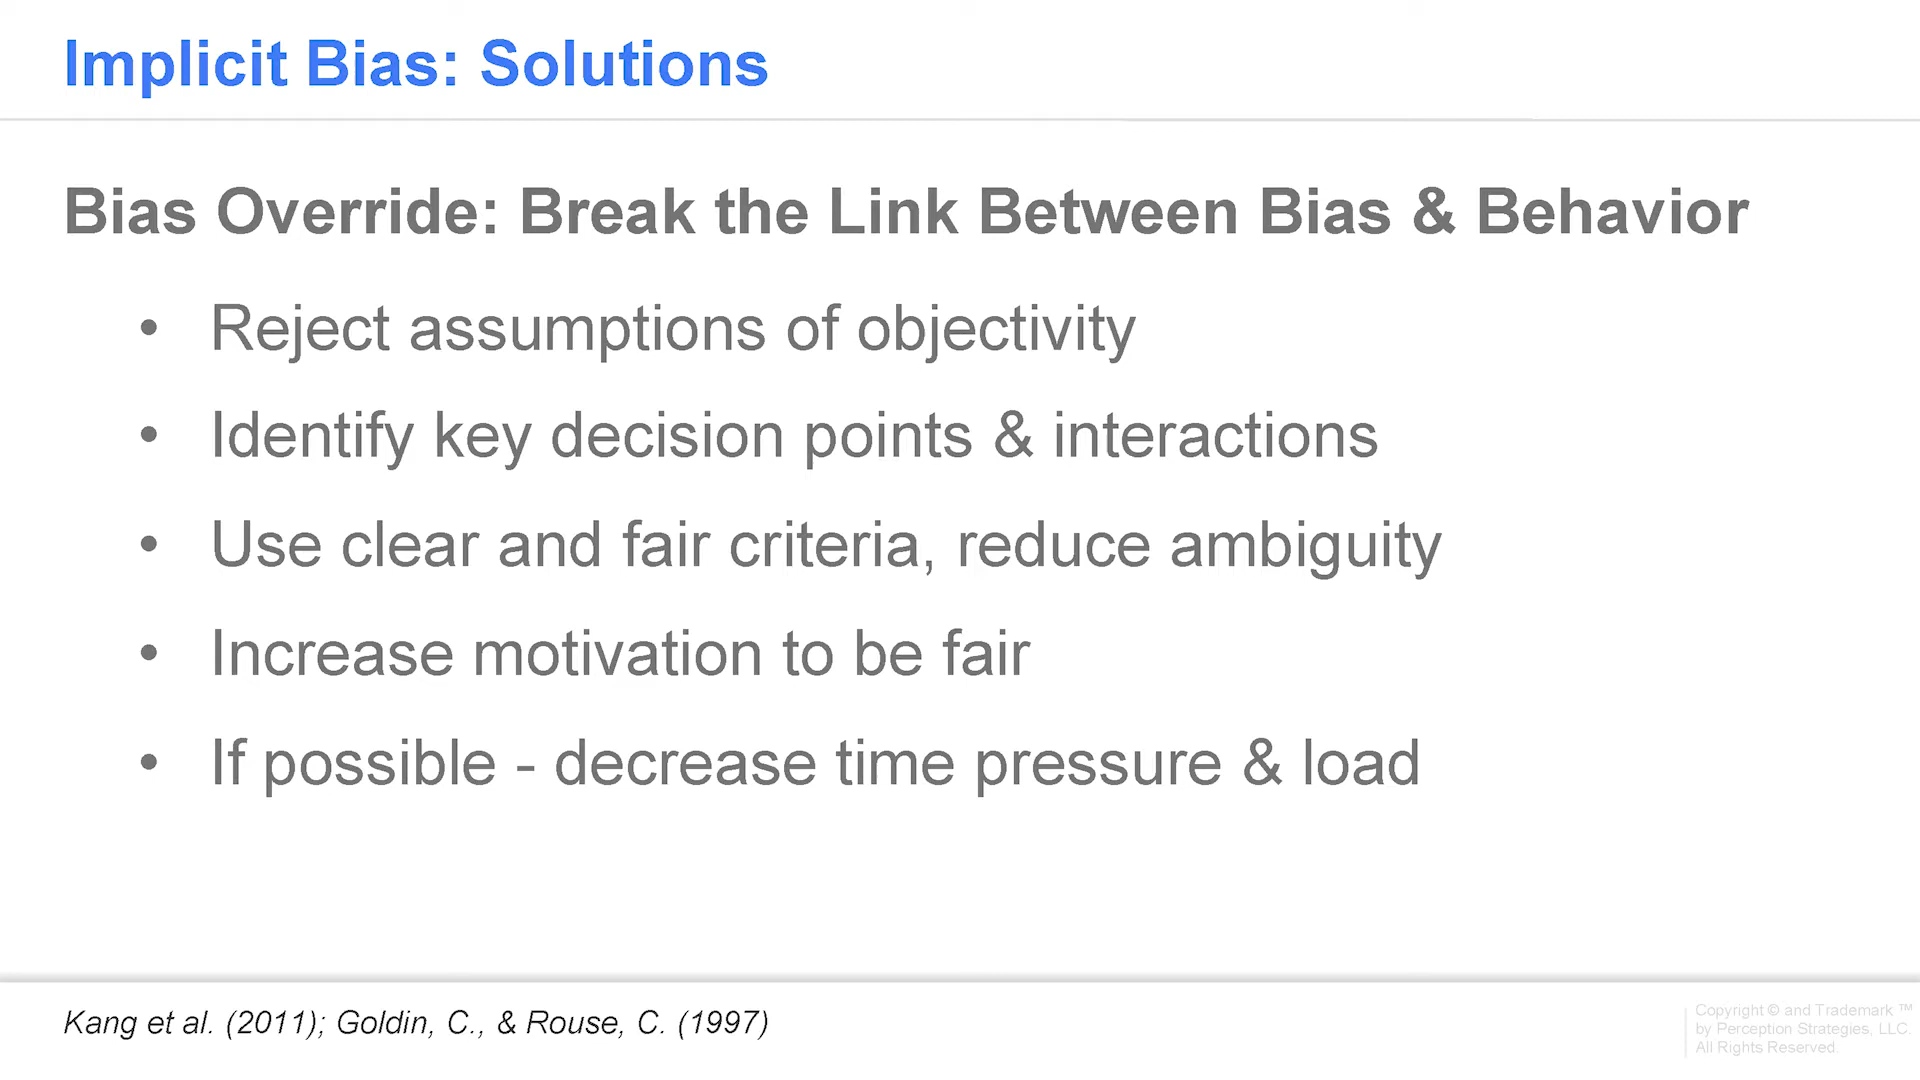 Implicit Bias: Solutions
Bias Override: Break the Link Between Bias & Behavior
• Reject assumptions of objectivity
• Identify key decision points & interactions
• Use clear and fair criteria, reduce ambiguity
• Increase motivation to be fair
• If possible - decrease time pressure & load
Kang et al. (2011); Goldin, C., & Rouse, C. (1997)
Copyright © and Trademark ™
by Perception Strategies, LLC.
All Rights Reserved.